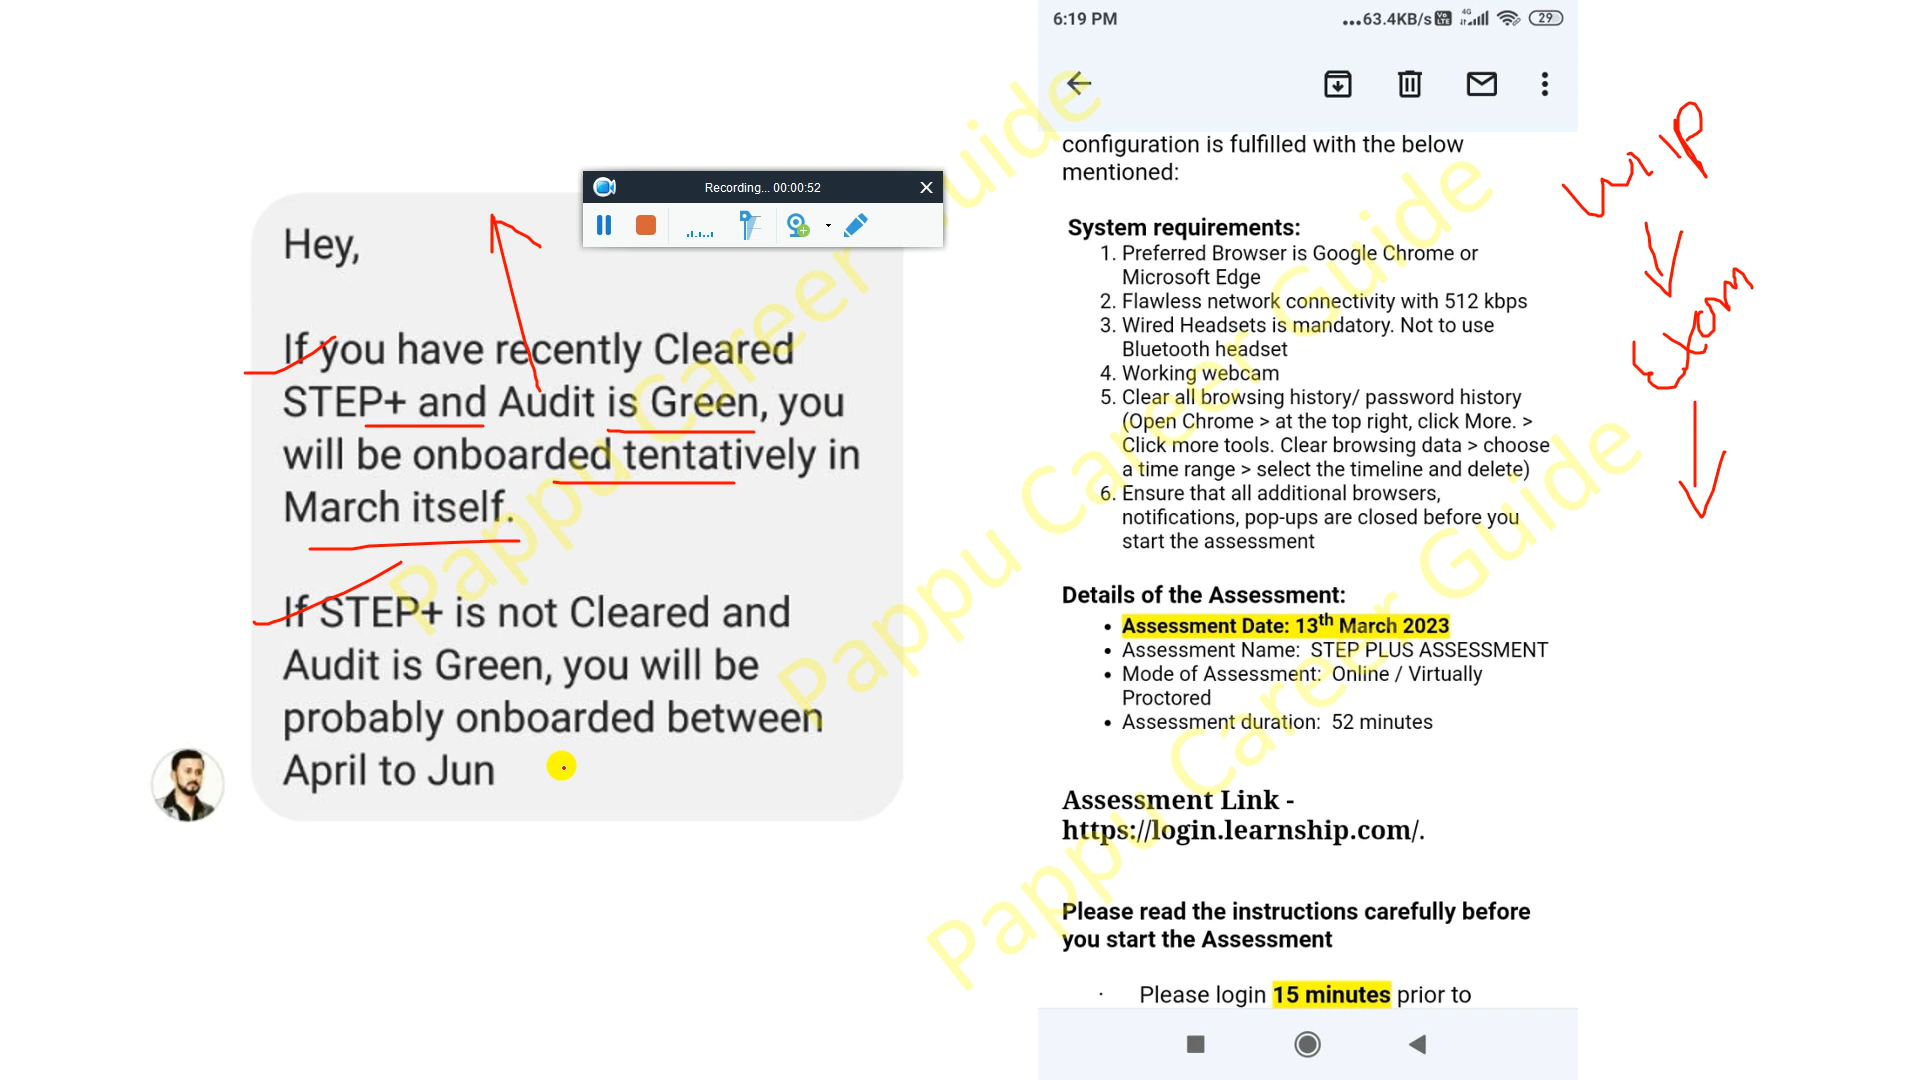 Recording... 00:00:52
Hey,
If you have recently Cleared
STEP+ and Audit is Green, you
will be onboarded tentatively in
March itself.
If STEP+ is not Cleared and
Audit is Green, you will be
probably onboarded between
April to Jun
6:19 PM
...63.4KB/s Vo LTE 4G 29
configuration is fulfilled with the below
mentioned:
System requirements:
1. Preferred Browser is Google Chrome or
Microsoft Edge
2. Flawless network connectivity with 512 kbps
3. Wired Headsets is mandatory. Not to use
Bluetooth headset
4. Working webcam
5. Clear all browsing history/ password history
(Open Chrome > at the top right, click More. >
Click more tools. Clear browsing data > choose
a time range > select the timeline and delete)
6. Ensure that all additional browsers,
notifications, pop-ups are closed before you
start the assessment
Details of the Assessment:
• Assessment Date: 13th March 2023
• Assessment Name: STEP PLUS ASSESSMENT
• Mode of Assessment: Online / Virtually
Proctored
• Assessment duration: 52 minutes
Assessment Link -
https://login.learnship.com/.
Please read the instructions carefully before
you start the Assessment
· Please login 15 minutes prior to
WIP
Exam
Pappu Career Guide
Pappu Career Guide
Pappu Career Guide